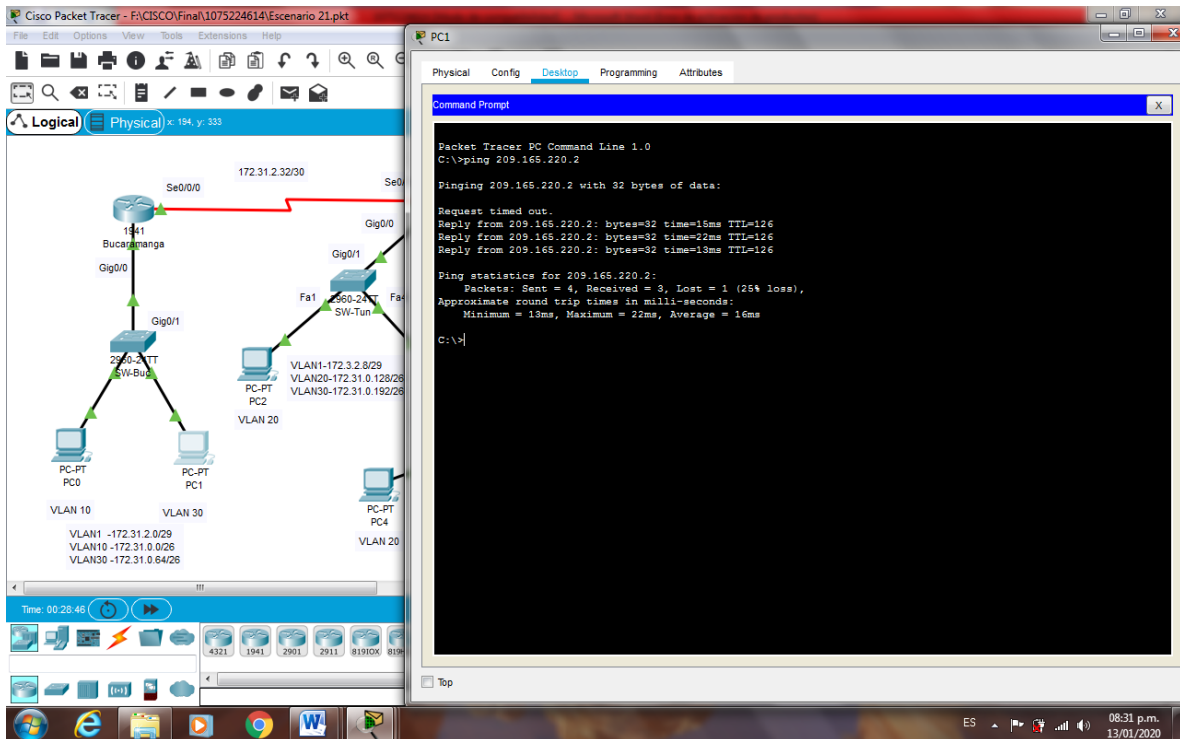 Cisco Packet Tracer - F:\CISCO\Final\1075224614\Escenario 21.pkt
File Edit Options View Tools Extensions Help
Logical
Physical
x: 194, y: 333
172.31.2.32/30
Se0/0/0
Se0/
1941
Bucaramanga
Gig0/0
Gig0/0
Gig0/1
Gig0/1
Fa1
2960-24TT
SW-Tun
2960-24TT
SW-Buc
PC-PT
PC2
VLAN 20
VLAN1-172.3.2.8/29
VLAN20-172.31.0.128/26
VLAN30-172.31.0.192/26
PC-PT
PC0
PC-PT
PC1
VLAN 10
VLAN 30
VLAN1 -172.31.2.0/29
VLAN10 -172.31.0.0/26
VLAN30 -172.31.0.64/26
PC-PT
PC4
VLAN 20
Time: 00:28:46
4321 1941 2901 2911 819IOX
PC1
Physical Config Desktop Programming Attributes
Command Prompt
X
Packet Tracer PC Command Line 1.0
C:\>ping 209.165.220.2
Pinging 209.165.220.2 with 32 bytes of data:
Request timed out.
Reply from 209.165.220.2: bytes=32 time=15ms TTL=126
Reply from 209.165.220.2: bytes=32 time=22ms TTL=126
Reply from 209.165.220.2: bytes=32 time=13ms TTL=126
Ping statistics for 209.165.220.2:
Packets: Sent = 4, Received = 3, Lost = 1 (25% loss),
Approximate round trip times in milli-seconds:
Minimum = 13ms, Maximum = 22ms, Average = 16ms
C:\>
Top
ES
08:31 p.m.
13/01/2020